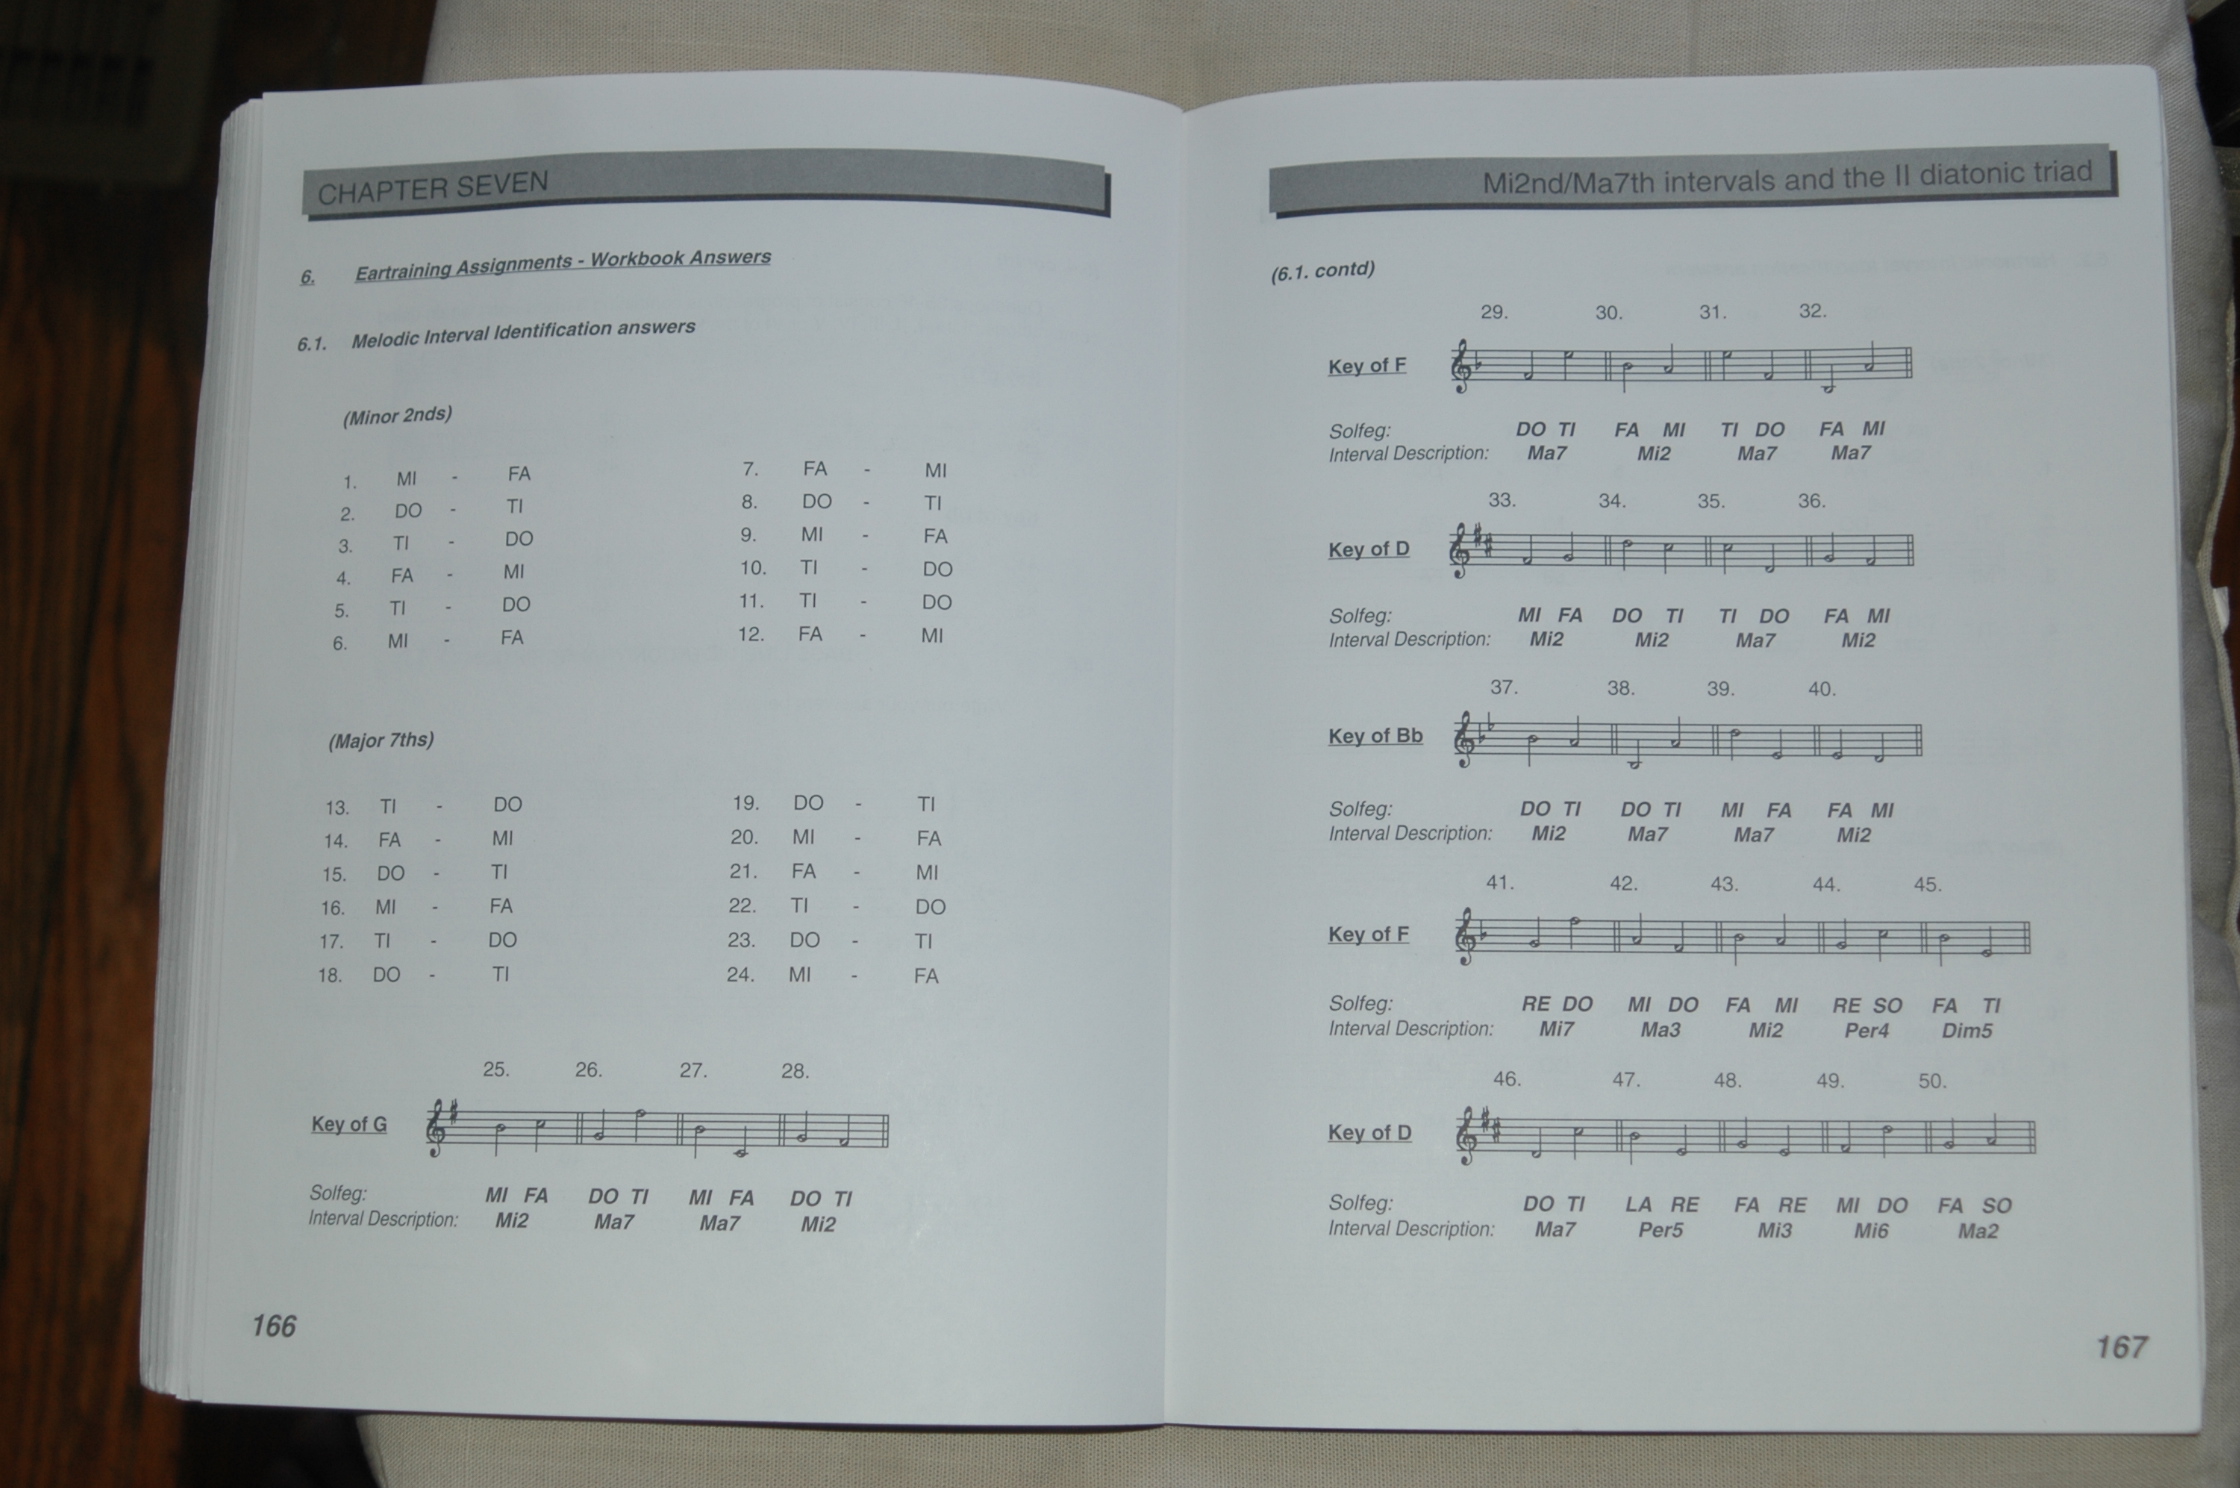 CHAPTER SEVEN
6. Eartraining Assignments - Workbook Answers
6.1. Melodic Interval Identification answers
(Minor 2nds)
1. MI - FA 7. FA - MI
2. DO - TI 8. DO - TI
3. TI - DO 9. MI - FA
4. FA - MI 10. TI - DO
5. TI - DO 11. TI - DO
6. MI - FA 12. FA - MI
(Major 7ths)
13. TI - DO 19. DO - TI
14. FA - MI 20. MI - FA
15. DO - TI 21. FA - MI
16. MI - FA 22. TI - DO
17. TI - DO 23. DO - TI
18. DO - TI 24. MI - FA
25. 26. 27. 28.
Key of G
Solfeg: MI FA DO TI MI FA DO TI
Interval Description: Mi2 Ma7 Ma7 Mi2
166
Mi2nd/Ma7th intervals and the II diatonic triad
(6.1. contd)
29. 30. 31. 32.
Key of F
Solfeg: DO TI FA MI TI DO FA MI
Interval Description: Ma7 Mi2 Ma7 Ma7
33. 34. 35. 36.
Key of D
Solfeg: MI FA DO TI TI DO FA MI
Interval Description: Mi2 Mi2 Ma7 Mi2
37. 38. 39. 40.
Key of Bb
Solfeg: DO TI DO TI MI FA FA MI
Interval Description: Mi2 Ma7 Ma7 Mi2
41. 42. 43. 44. 45.
Key of F
Solfeg: RE DO MI DO FA MI RE SO FA TI
Interval Description: Mi7 Ma3 Mi2 Per4 Dim5
46. 47. 48. 49. 50.
Key of D
Solfeg: DO TI LA RE FA RE MI DO FA SO
Interval Description: Ma7 Per5 Mi3 Mi6 Ma2
167